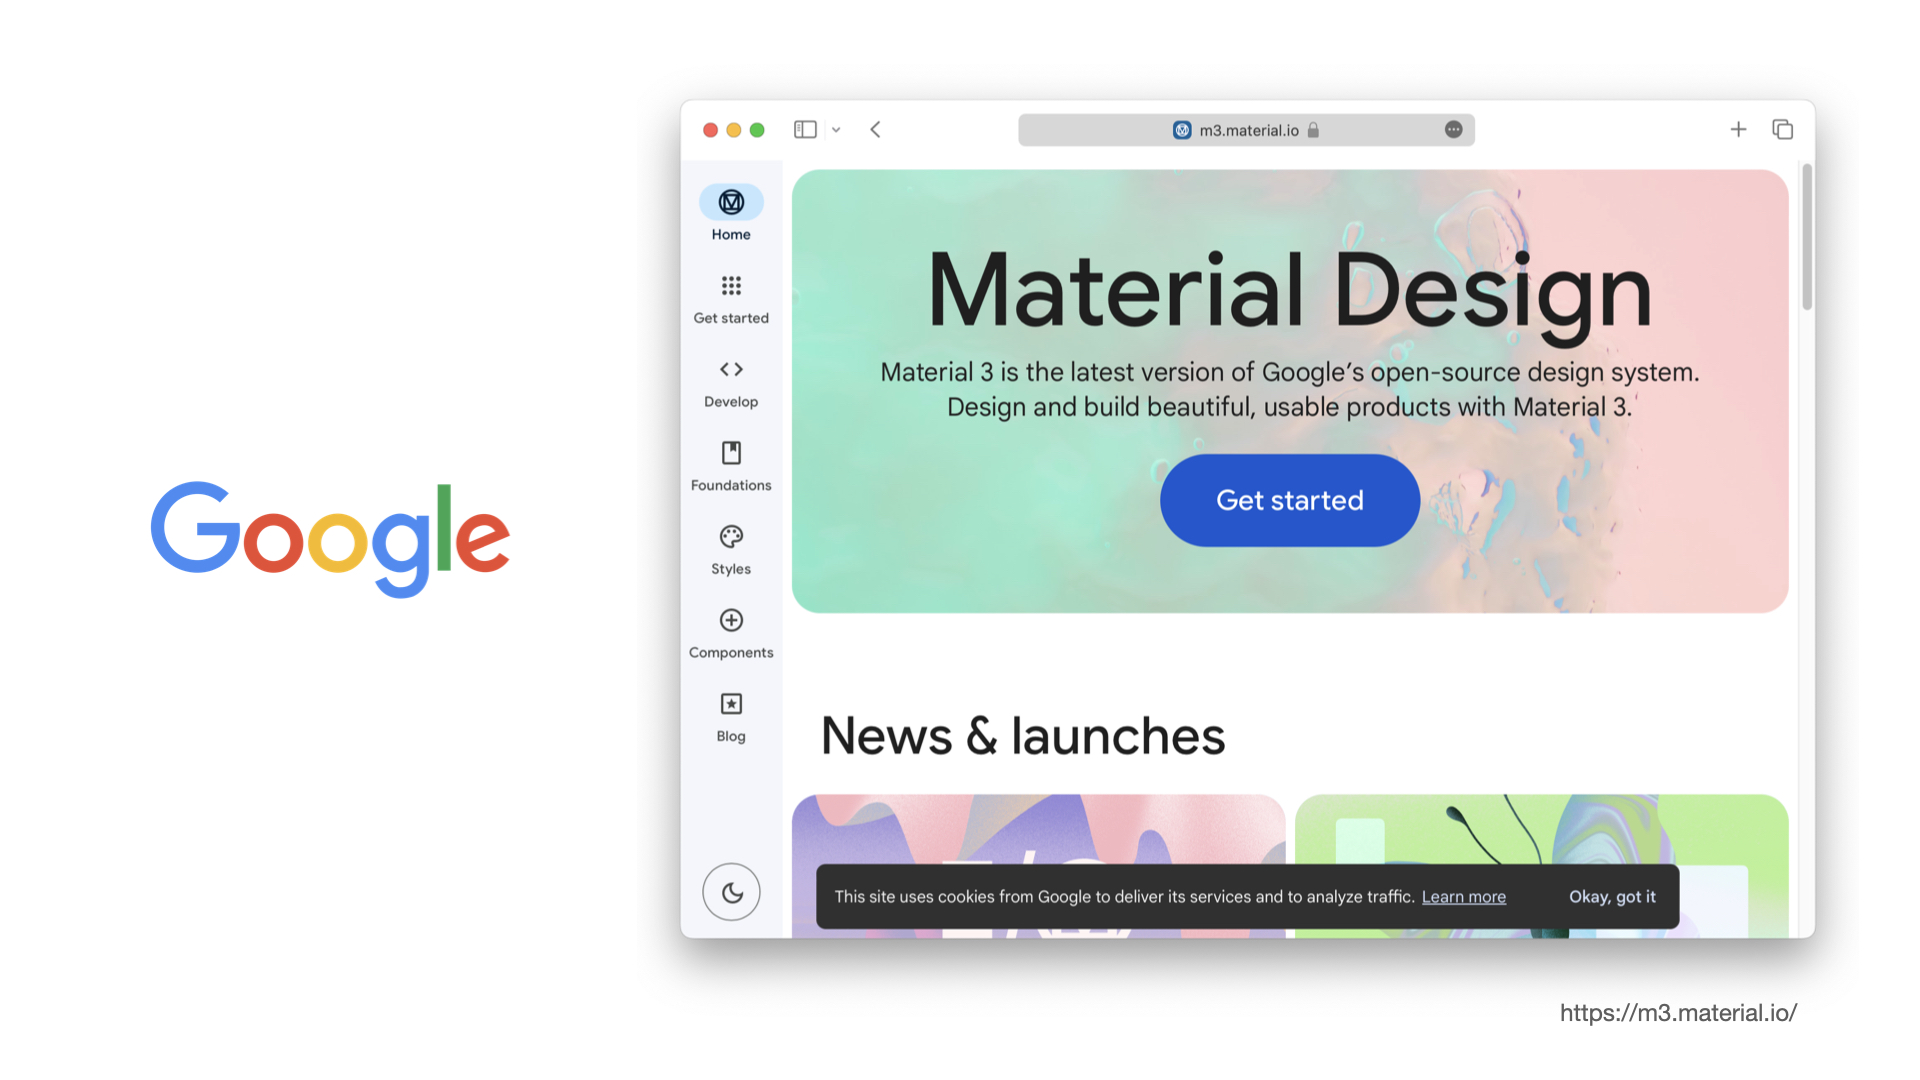 Google
m3.material.io
Home
Get started
Develop
Foundations
Styles
Components
Blog
Material Design
Material 3 is the latest version of Google’s open-source design system.
Design and build beautiful, usable products with Material 3.
Get started
News & launches
This site uses cookies from Google to deliver its services and to analyze traffic. Learn more Okay, got it
https://m3.material.io/